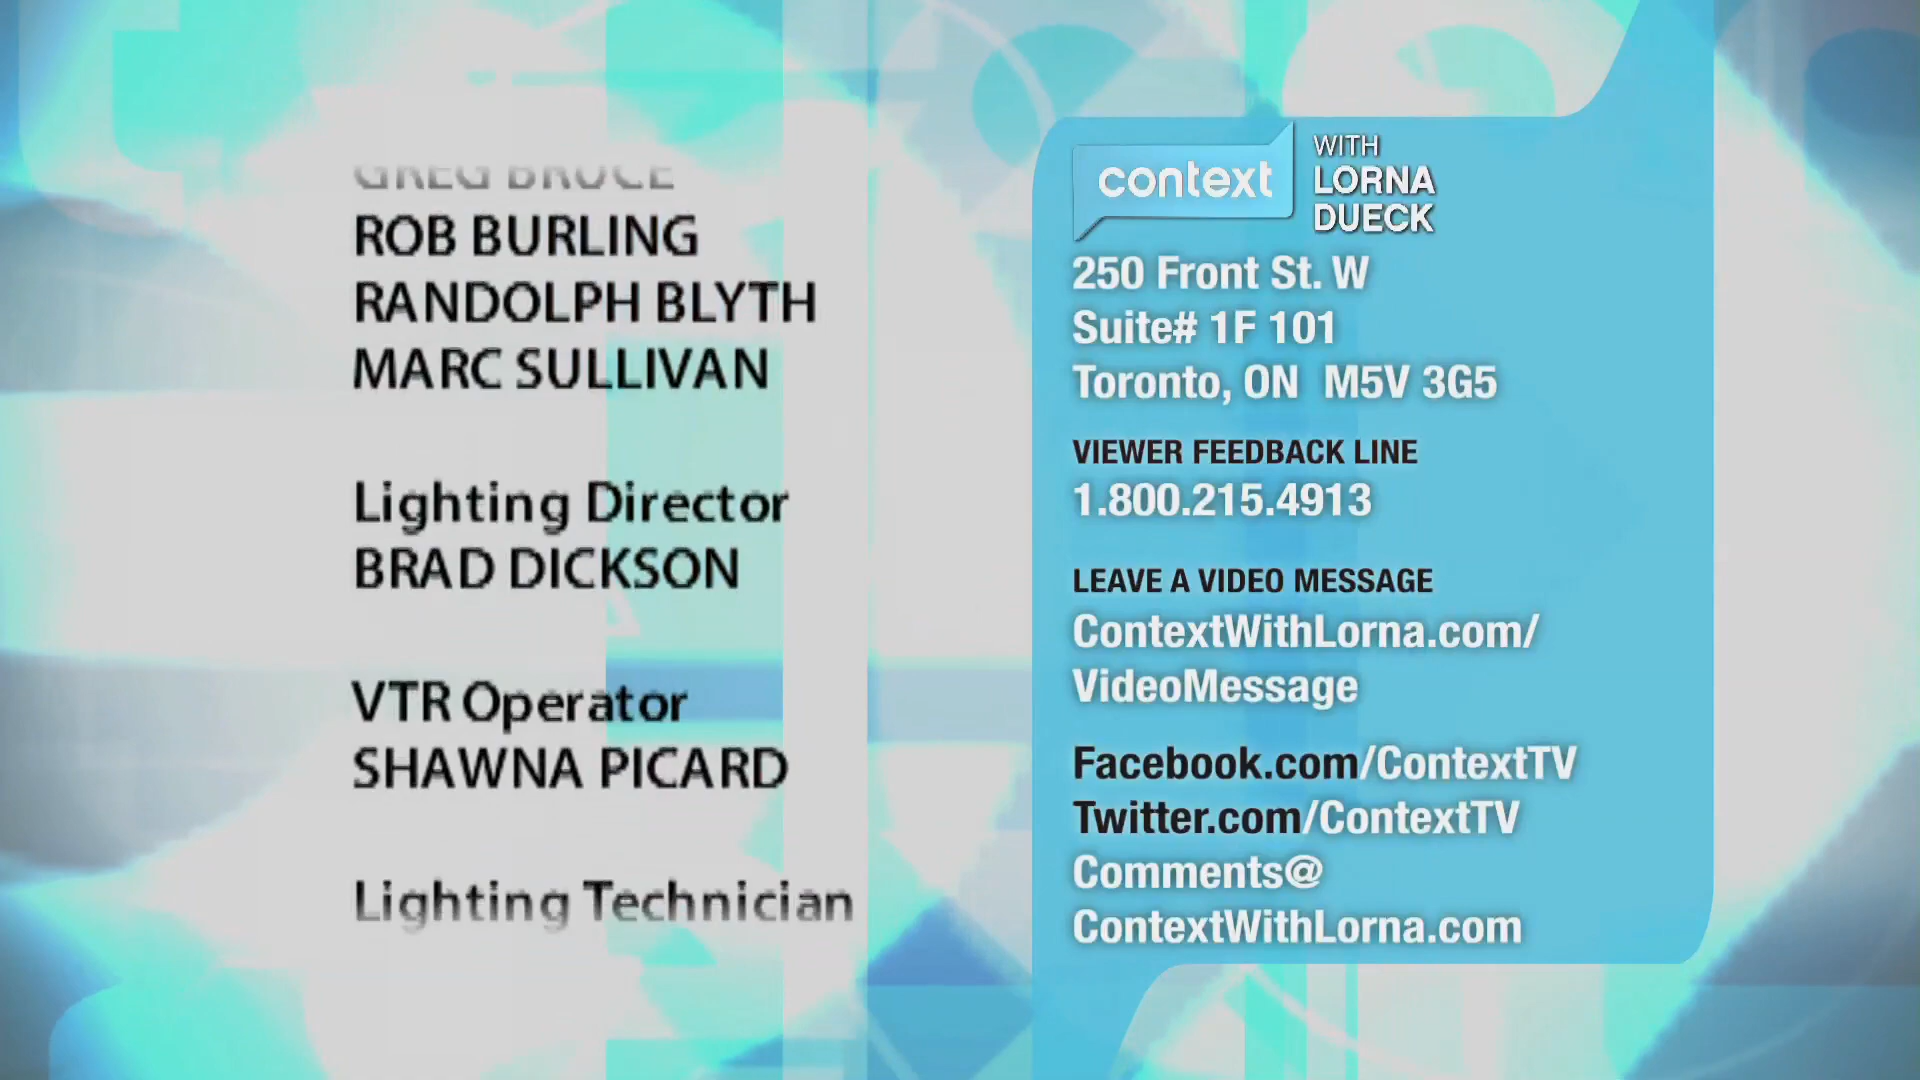 GREG BRUCE
ROB BURLING
RANDOLPH BLYTH
MARC SULLIVAN
Lighting Director
BRAD DICKSON
VTR Operator
SHAWNA PICARD
Lighting Technician
context
WITH
LORNA
DUECK
250 Front St. W
Suite# 1F 101
Toronto, ON M5V 3G5
VIEWER FEEDBACK LINE
1.800.215.4913
LEAVE A VIDEO MESSAGE
ContextWithLorna.com/
VideoMessage
Facebook.com/ContextTV
Twitter.com/ContextTV
Comments@
ContextWithLorna.com